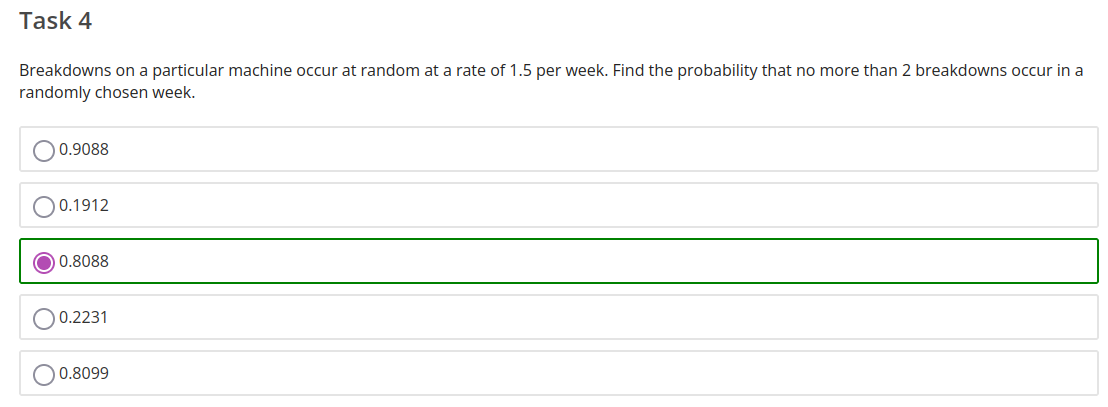 Task 4
Breakdowns on a particular machine occur at random at a rate of 1.5 per week. Find the probability that no more than 2 breakdowns occur in a
randomly chosen week.
0.9088
0.1912
0.8088
0.2231
0.8099